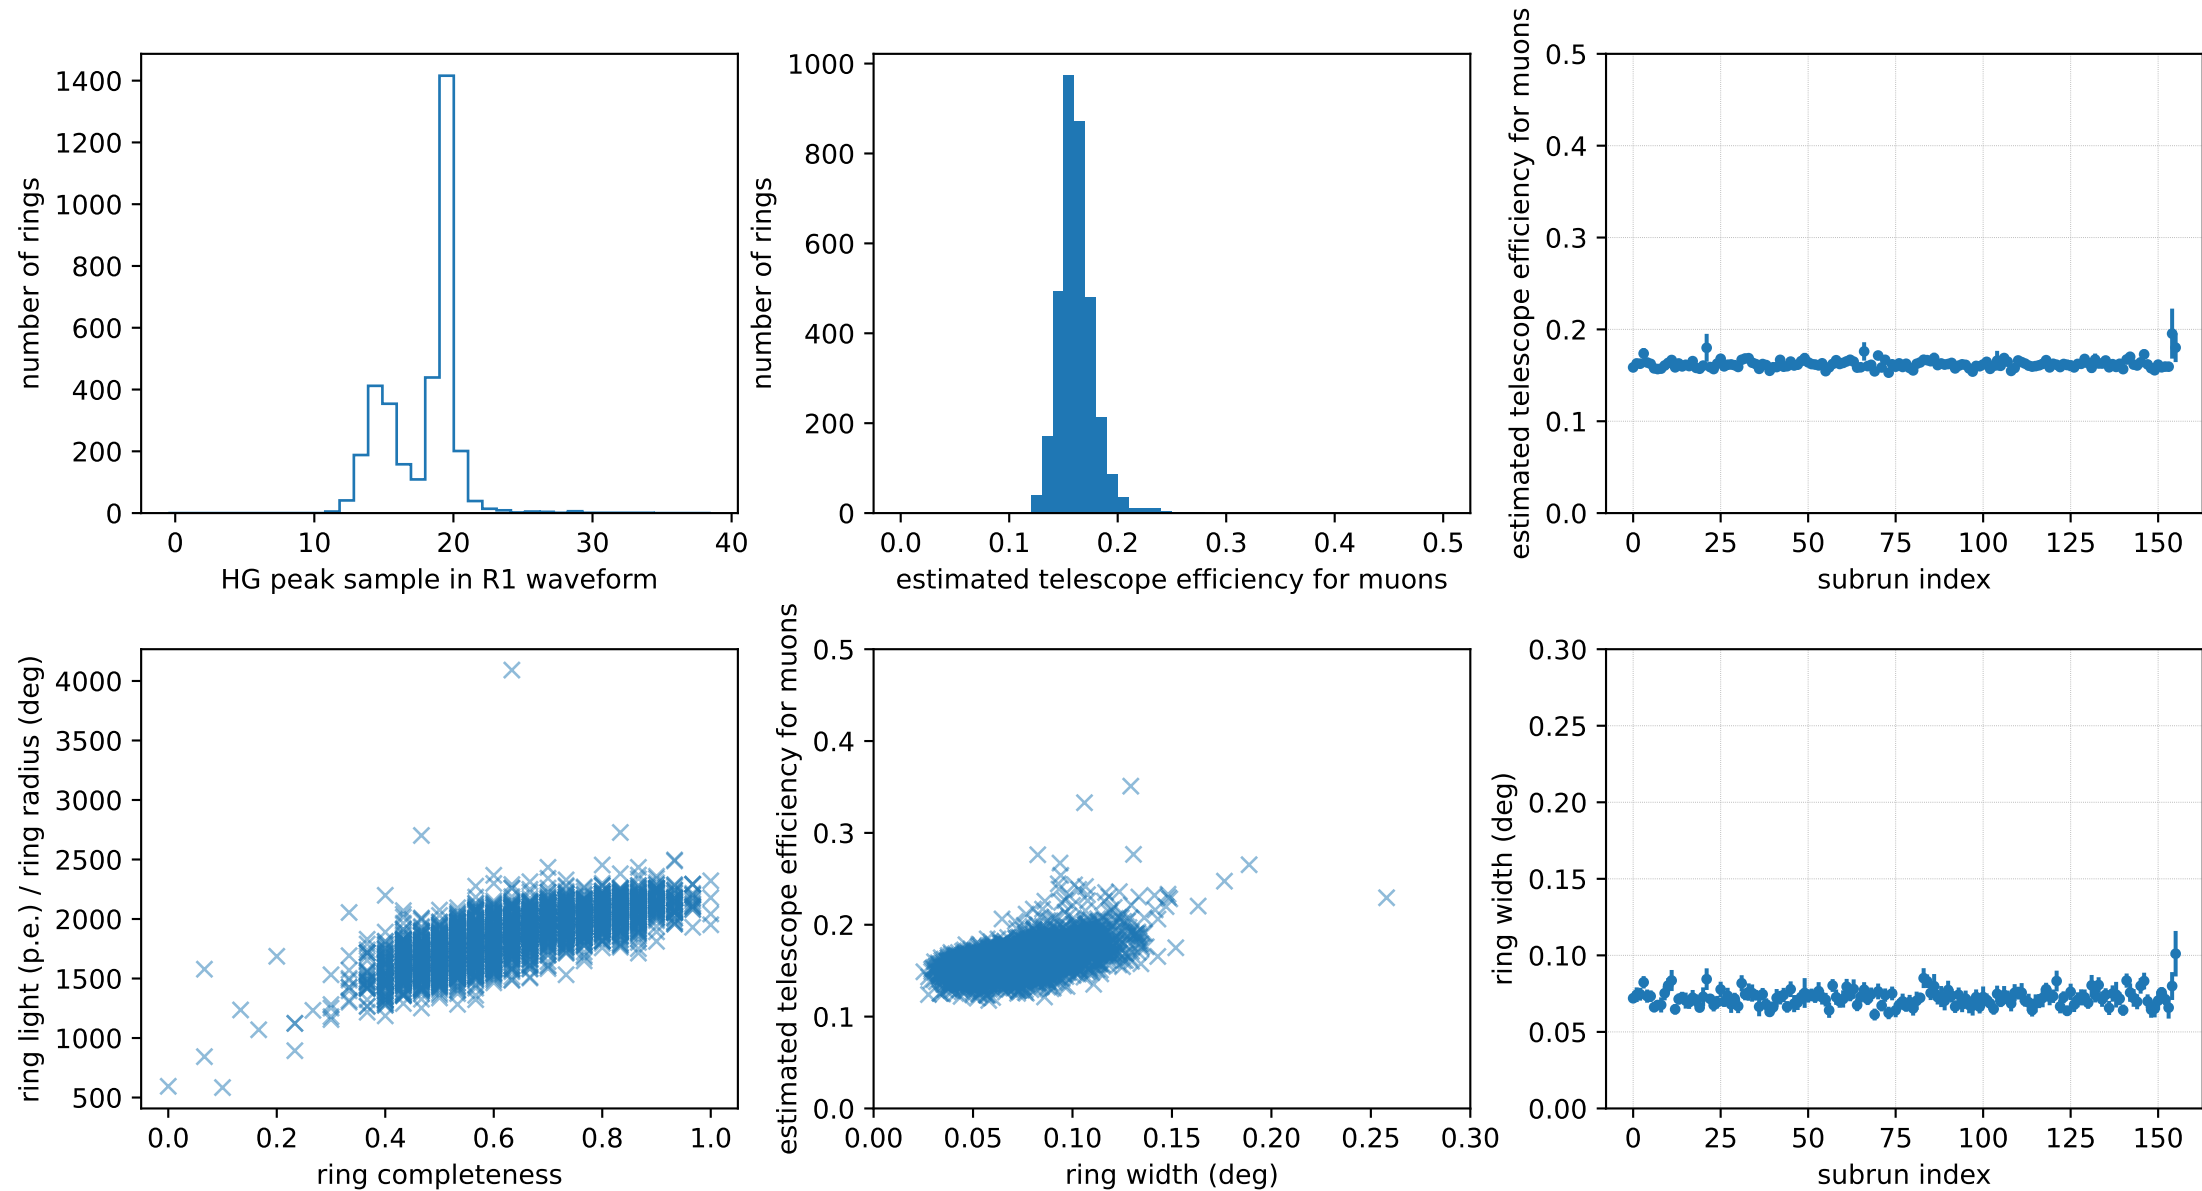 number of rings
1400
1200
1000
800
600
400
200
0
0 10 20 30 40
HG peak sample in R1 waveform
number of rings
1000
800
600
400
200
0
0.0 0.1 0.2 0.3 0.4 0.5
estimated telescope efficiency for muons
estimated telescope efficiency for muons
0.5
0.4
0.3
0.2
0.1
0.0
0 25 50 75 100 125 150
subrun index
ring light (p.e.) / ring radius (deg)
4000
3500
3000
2500
2000
1500
1000
500
0.0 0.2 0.4 0.6 0.8 1.0
ring completeness
estimated telescope efficiency for muons
0.5
0.4
0.3
0.2
0.1
0.0
0.00 0.05 0.10 0.15 0.20 0.25 0.30
ring width (deg)
ring width (deg)
0.30
0.25
0.20
0.15
0.10
0.05
0.00
0 25 50 75 100 125 150
subrun index